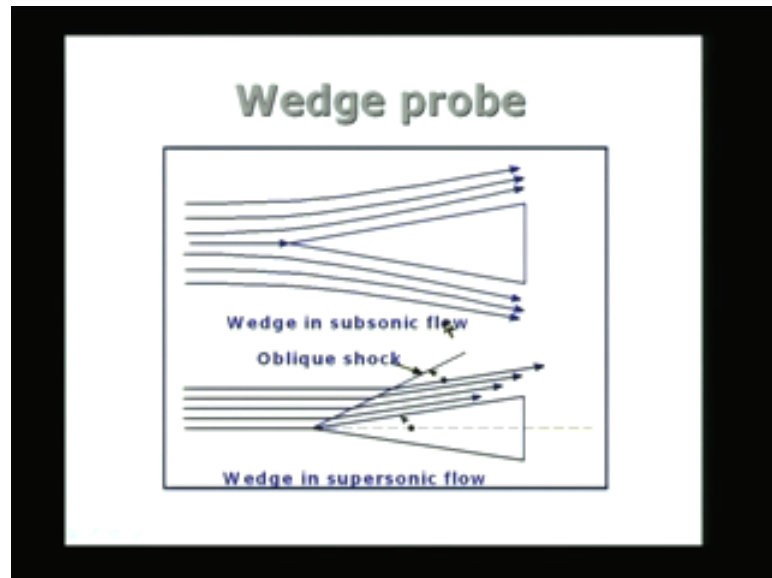 Wedge probe
Wedge in subsonic flow
Oblique shock
Wedge in supersonic flow